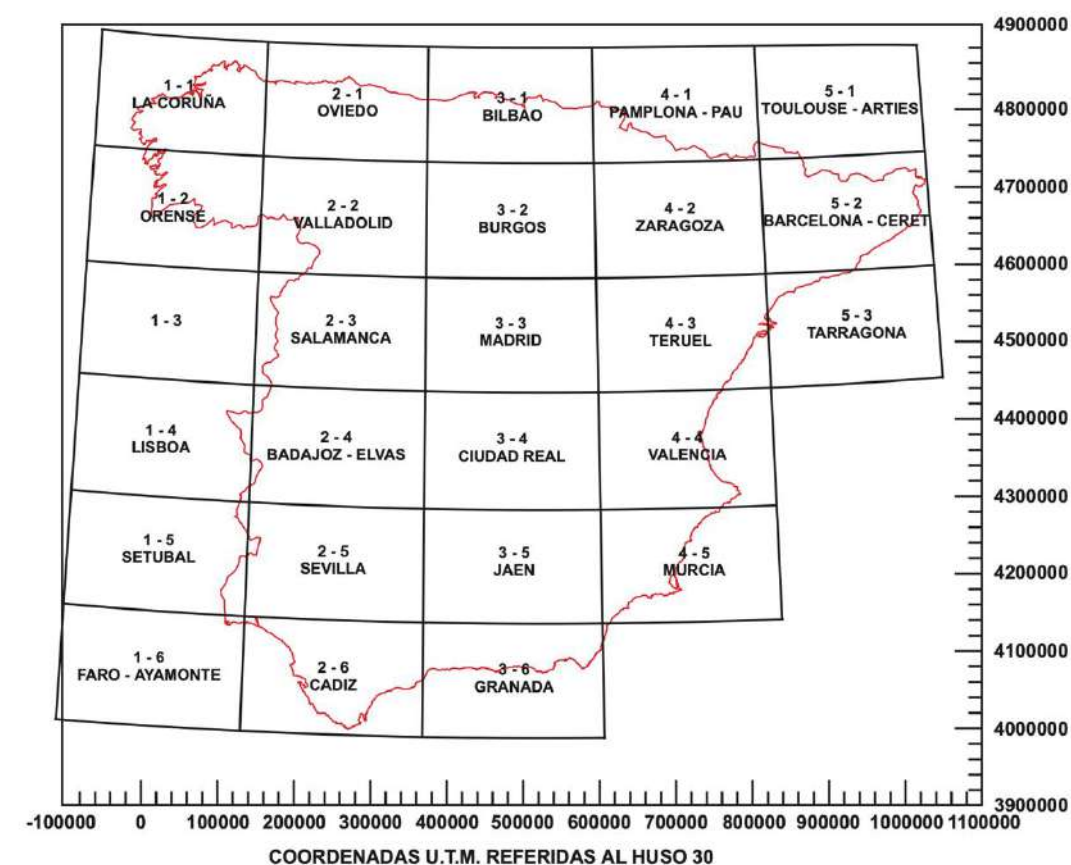 4900000
1 - 1
LA CORUÑA
2 - 1
OVIEDO
3 - 1
BILBAO
4 - 1
PAMPLONA - PAU
5 - 1
TOULOUSE - ARTIES
4800000
4700000
1 - 2
ORENSE
2 - 2
VALLADOLID
3 - 2
BURGOS
4 - 2
ZARAGOZA
5 - 2
BARCELONA - CERET
4600000
1 - 3
2 - 3
SALAMANCA
3 - 3
MADRID
4 - 3
TERUEL
5 - 3
TARRAGONA
4500000
4400000
1 - 4
LISBOA
2 - 4
BADAJOZ - ELVAS
3 - 4
CIUDAD REAL
4 - 4
VALENCIA
4300000
1 - 5
SETUBAL
2 - 5
SEVILLA
3 - 5
JAEN
4 - 5
MURCIA
4200000
4100000
1 - 6
FARO - AYAMONTE
2 - 6
CADIZ
3 - 6
GRANADA
4000000
3900000
-100000 0 100000 200000 300000 400000 500000 600000 700000 800000 900000 1000000 1100000
COORDENADAS U.T.M. REFERIDAS AL HUSO 30